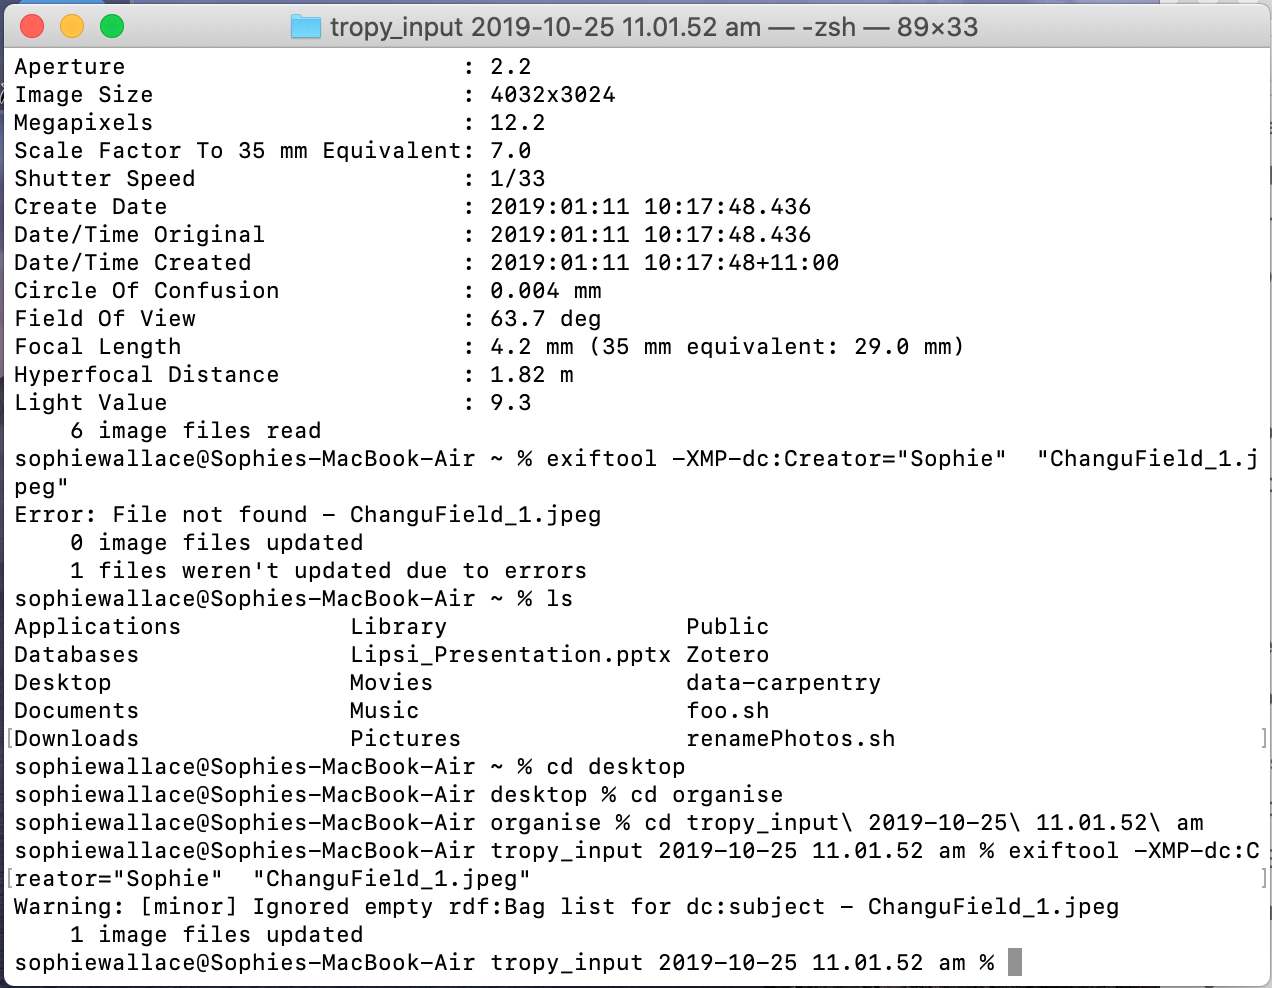 tropy_input 2019-10-25 11.01.52 am — -zsh — 89×33
Aperture                        : 2.2
Image Size                      : 4032x3024
Megapixels                      : 12.2
Scale Factor To 35 mm Equivalent: 7.0
Shutter Speed                   : 1/33
Create Date                     : 2019:01:11 10:17:48.436
Date/Time Original              : 2019:01:11 10:17:48.436
Date/Time Created               : 2019:01:11 10:17:48+11:00
Circle Of Confusion             : 0.004 mm
Field Of View                   : 63.7 deg
Focal Length                    : 4.2 mm (35 mm equivalent: 29.0 mm)
Hyperfocal Distance             : 1.82 m
Light Value                     : 9.3
    6 image files read
sophiewallace@Sophies-MacBook-Air ~ % exiftool -XMP-dc:Creator="Sophie"  "ChanguField_1.j
peg"
Error: File not found - ChanguField_1.jpeg
    0 image files updated
    1 files weren't updated due to errors
sophiewallace@Sophies-MacBook-Air ~ % ls
Applications            Library                 Public
Databases               Lipsi_Presentation.pptx Zotero
Desktop                 Movies                  data-carpentry
Documents               Music                   foo.sh
[Downloads               Pictures                renamePhotos.sh                          ]
sophiewallace@Sophies-MacBook-Air ~ % cd desktop
sophiewallace@Sophies-MacBook-Air desktop % cd organise
sophiewallace@Sophies-MacBook-Air organise % cd tropy_input\ 2019-10-25\ 11.01.52\ am
sophiewallace@Sophies-MacBook-Air tropy_input 2019-10-25 11.01.52 am % exiftool -XMP-dc:C
[reator="Sophie"  "ChanguField_1.jpeg"                                                    ]
Warning: [minor] Ignored empty rdf:Bag list for dc:subject - ChanguField_1.jpeg
    1 image files updated
sophiewallace@Sophies-MacBook-Air tropy_input 2019-10-25 11.01.52 am %